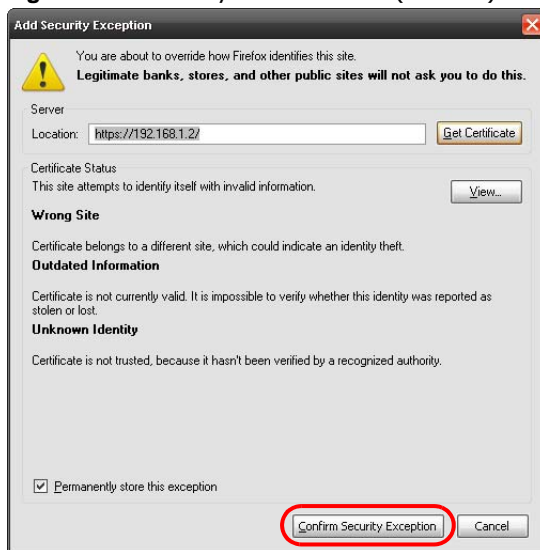 Add Security Exception
You are about to override how Firefox identifies this site.
Legitimate banks, stores, and other public sites will not ask you to do this.
Server
Location: https://192.168.1.2/ Get Certificate
Certificate Status
This site attempts to identify itself with invalid information.
View...
Wrong Site
Certificate belongs to a different site, which could indicate an identity theft.
Outdated Information
Certificate is not currently valid. It is impossible to verify whether this identity was reported as
stolen or lost.
Unknown Identity
Certificate is not trusted, because it hasn't been verified by a recognized authority.
Permanently store this exception
Confirm Security Exception Cancel